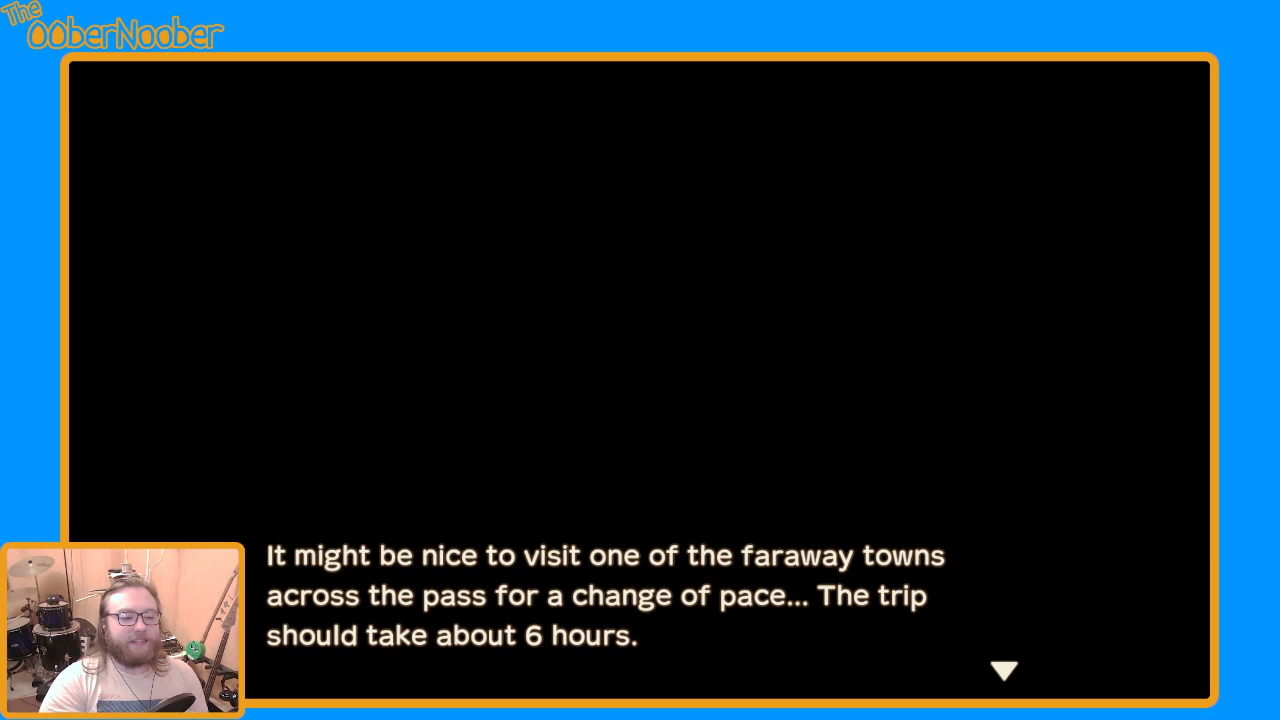 The
OoberNoober
It might be nice to visit one of the faraway towns
across the pass for a change of pace... The trip
should take about 6 hours.